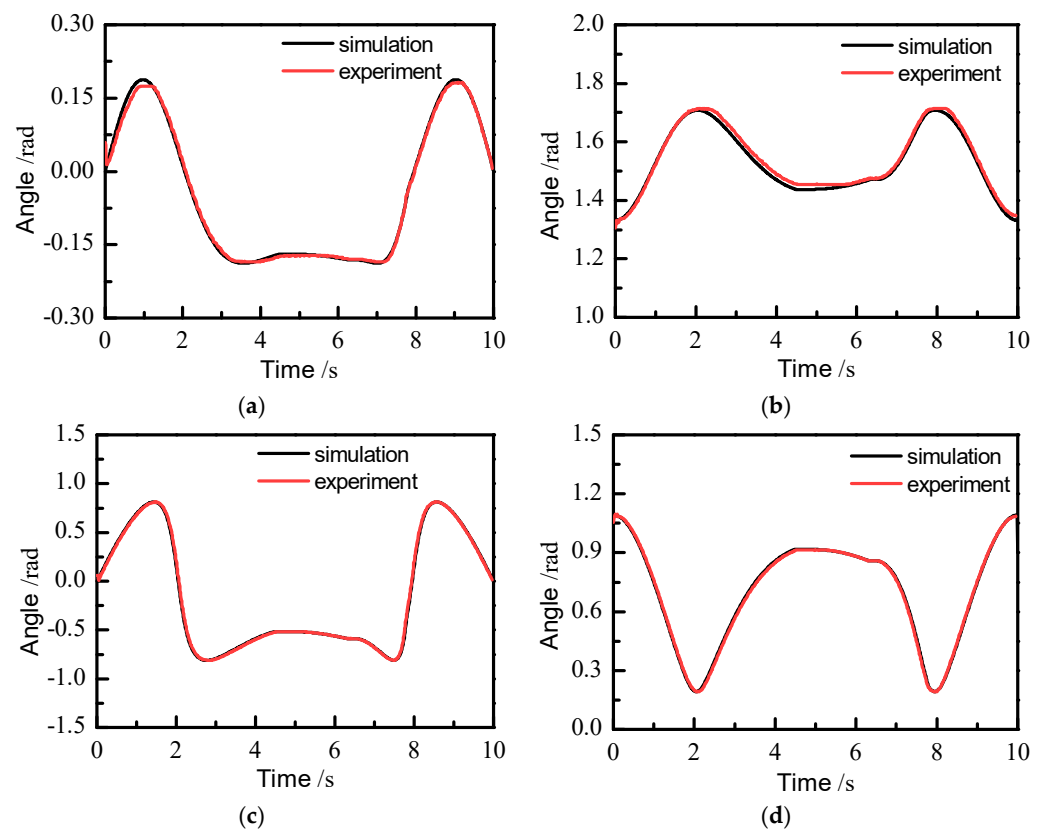 0.30
0.15
0.00
-0.15
-0.30
Angle /rad
simulation
experiment
0 2 4 6 8 10
Time /s
(a)
2.0
1.8
1.6
1.4
1.2
1.0
Angle /rad
simulation
experiment
0 2 4 6 8 10
Time /s
(b)
1.5
1.0
0.5
0.0
-0.5
-1.0
-1.5
Angle /rad
simulation
experiment
0 2 4 6 8 10
Time /s
(c)
1.5
1.2
0.9
0.6
0.3
0.0
Angle /rad
simulation
experiment
0 2 4 6 8 10
Time /s
(d)